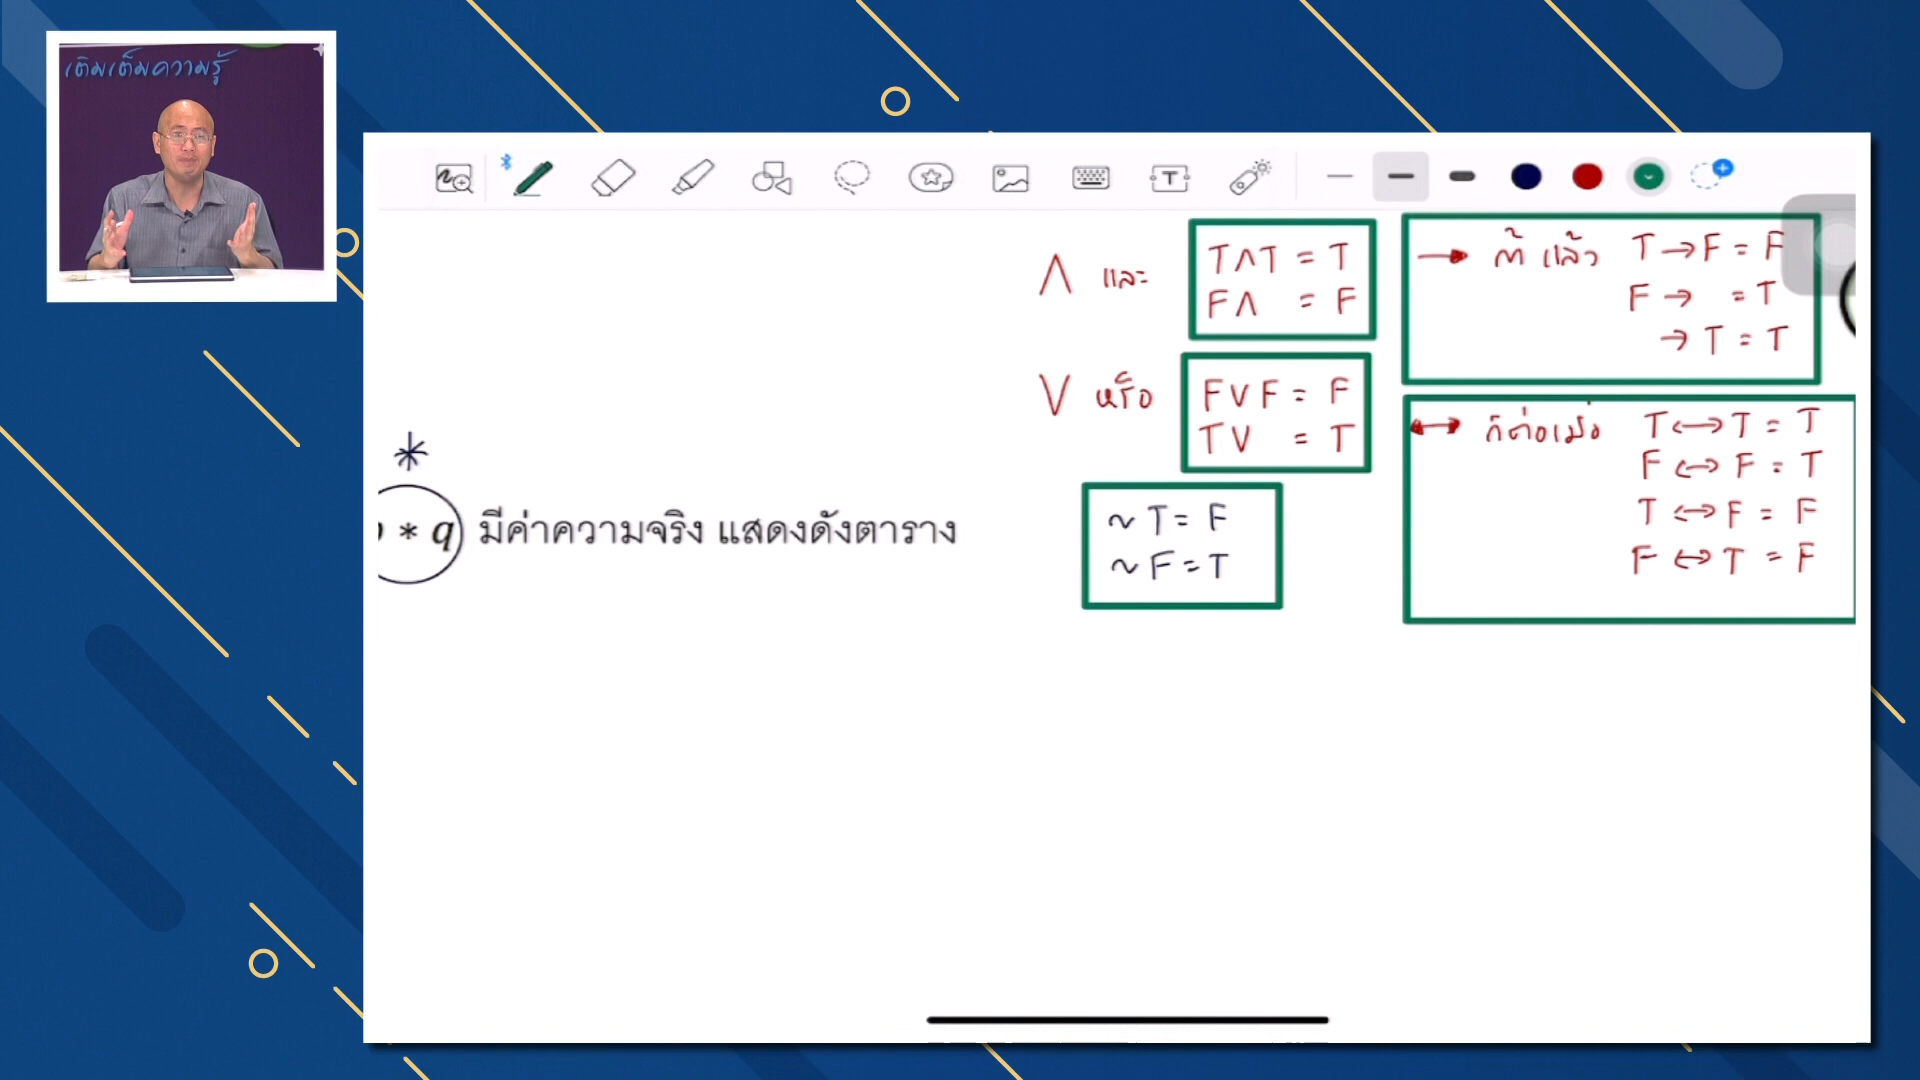 เติมเต็มความรู้
∧ และ
T∧T = T
F∧ = F
∨ หรือ
F∨F = F
T∨ = T
~T = F
~F = T
→ ถ้า แล้ว T→F = F
F→ = T
→T = T
↔ ก็ต่อเมื่อ T↔T = T
F↔F = T
T↔F = F
F↔T = F
*
* q มีค่าความจริง แสดงดังตาราง